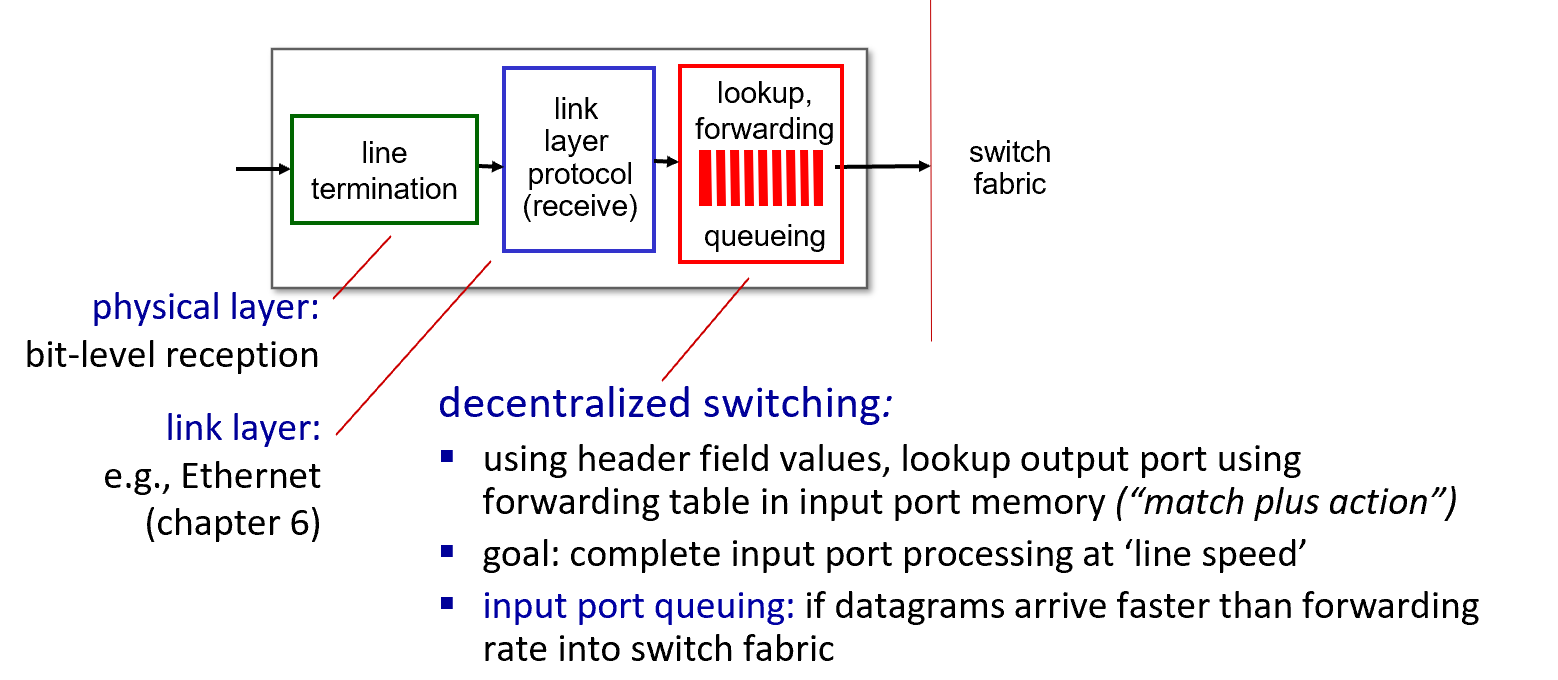 line
termination
link
layer
protocol
(receive)
lookup,
forwarding
queueing
switch
fabric
physical layer:
bit-level reception
link layer:
e.g., Ethernet
(chapter 6)
decentralized switching:
using header field values, lookup output port using
forwarding table in input port memory (“match plus action”)
goal: complete input port processing at ‘line speed’
input port queuing: if datagrams arrive faster than forwarding
rate into switch fabric